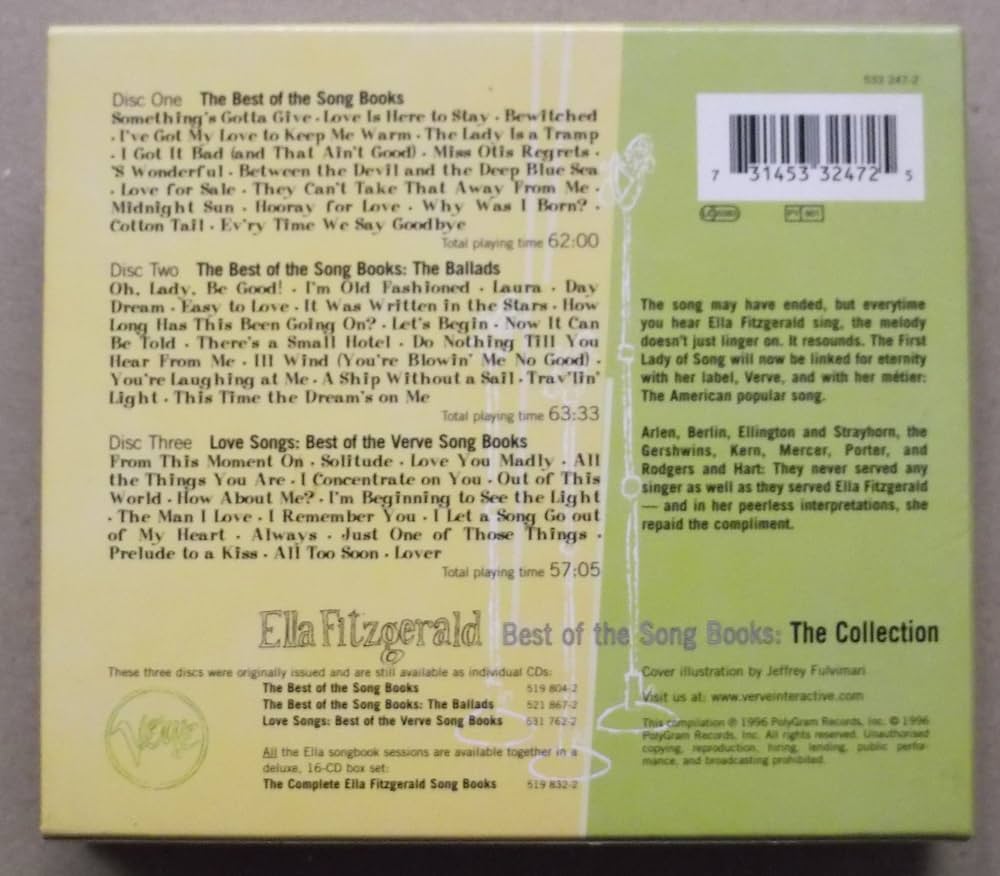 533 247-2
7 31453 32472 5
Disc One The Best of the Song Books
Something's Gotta Give · Love Is Here to Stay · Bewitched
· I've Got My Love to Keep Me Warm · The Lady Is a Tramp
· I Got It Bad (and That Ain't Good) · Miss Otis Regrets ·
'S Wonderful · Between the Devil and the Deep Blue Sea
· Love for Sale · They Can't Take That Away From Me ·
Midnight Sun · Hooray for Love · Why Was I Born? ·
Cotton Tail · Ev'ry Time We Say Goodbye
Total playing time 62:00
Disc Two The Best of the Song Books: The Ballads
Oh, Lady, Be Good! · I'm Old Fashioned · Laura · Day
Dream · Easy to Love · It Was Written in the Stars · How
Long Has This Been Going On? · Let's Begin · Now It Can
Be Told · There's a Small Hotel · Do Nothing Till You
Hear From Me · Ill Wind (You're Blowin' Me No Good) ·
You're Laughing at Me · A Ship Without a Sail · Trav'lin'
Light · This Time the Dream's on Me
Total playing time 63:33
Disc Three Love Songs: Best of the Verve Song Books
From This Moment On · Solitude · Love You Madly · All
the Things You Are · I Concentrate on You · Out of This
World · How About Me? · I'm Beginning to See the Light
· The Man I Love · I Remember You · I Let a Song Go out
of My Heart · Always · Just One of Those Things ·
Prelude to a Kiss · All Too Soon · Lover
Total playing time 57:05
The song may have ended, but everytime
you hear Ella Fitzgerald sing, the melody
doesn't just linger on. It resounds. The First
Lady of Song will now be linked for eternity
with her label, Verve, and with her métier:
The American popular song.
Arlen, Berlin, Ellington and Strayhorn, the
Gershwins, Kern, Mercer, Porter, and
Rodgers and Hart: They never served any
singer as well as they served Ella Fitzgerald
— and in her peerless interpretations, she
repaid the compliment.
Ella Fitzgerald Best of the Song Books: The Collection
These three discs were originally issued and are still available as individual CDs:
The Best of the Song Books 519 804-2
The Best of the Song Books: The Ballads 521 867-2
Love Songs: Best of the Verve Song Books 531 762-2
All the Ella songbook sessions are available together in a
deluxe, 16-CD box set:
The Complete Ella Fitzgerald Song Books 519 832-2
Verve
Cover illustration by Jeffrey Fulvimari
Visit us at: www.verveinteractive.com
This compilation ℗ 1996 PolyGram Records, Inc. © 1996
PolyGram Records, Inc. All rights reserved. Unauthorised
copying, reproduction, hiring, lending, public perfor-
mance, and broadcasting prohibited.